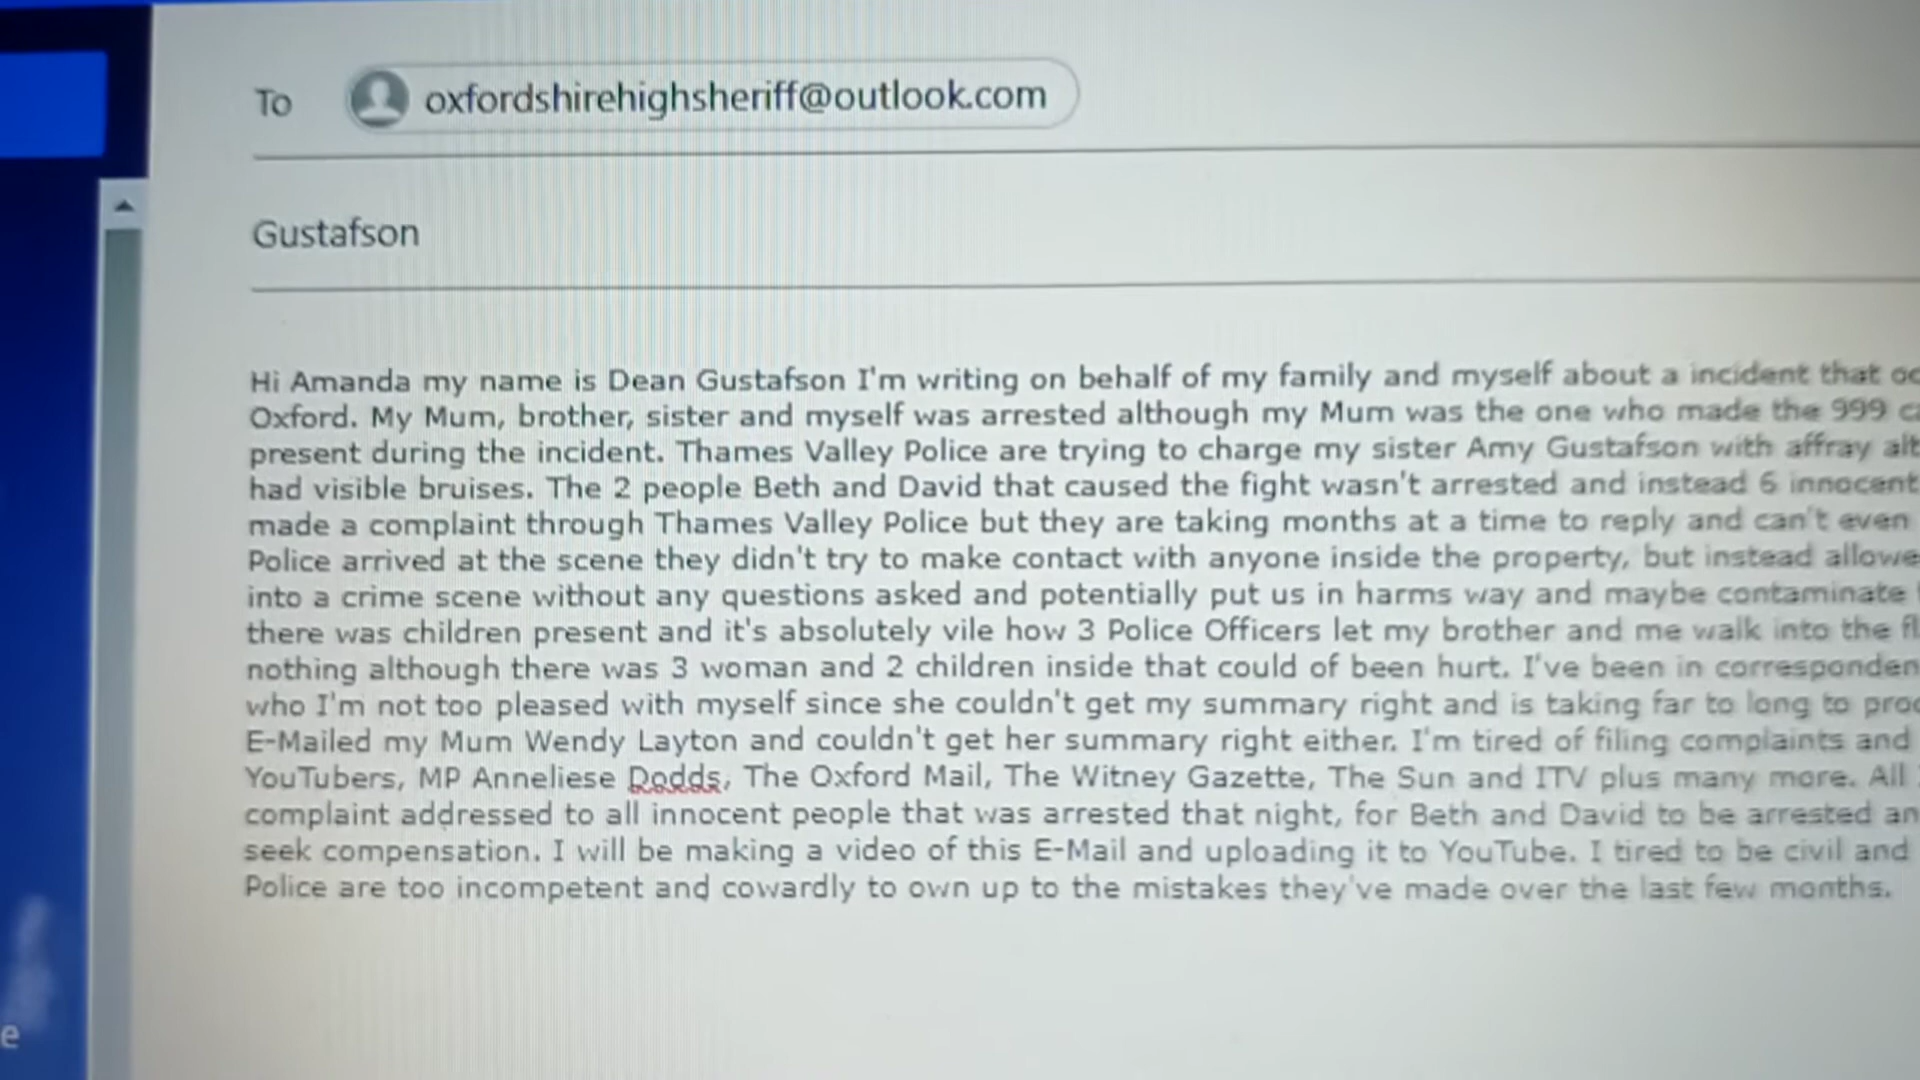 To oxfordshirehighsheriff@outlook.com
Gustafson
Hi Amanda my name is Dean Gustafson I'm writing on behalf of my family and myself about a incident that
Oxford. My Mum, brother, sister and myself was arrested although my Mum was the one who made the 999
present during the incident. Thames Valley Police are trying to charge my sister Amy Gustafson with affray
had visible bruises. The 2 people Beth and David that caused the fight wasn't arrested and instead 6 innocent
made a complaint through Thames Valley Police but they are taking months at a time to reply and can't even
Police arrived at the scene they didn't try to make contact with anyone inside the property, but instead
into a crime scene without any questions asked and potentially put us in harms way and maybe contaminate
there was children present and it's absolutely vile how 3 Police Officers let my brother and me walk into the
nothing although there was 3 woman and 2 children inside that could of been hurt. I've been in
who I'm not too pleased with myself since she couldn't get my summary right and is taking far to long to
E-Mailed my Mum Wendy Layton and couldn't get her summary right either. I'm tired of filing complaints and
YouTubers, MP Anneliese Dodds, The Oxford Mail, The Witney Gazette, The Sun and ITV plus many more. All
complaint addressed to all innocent people that was arrested that night, for Beth and David to be arrested
seek compensation. I will be making a video of this E-Mail and uploading it to YouTube. I tired to be civil and
Police are too incompetent and cowardly to own up to the mistakes they've made over the last few months.
e